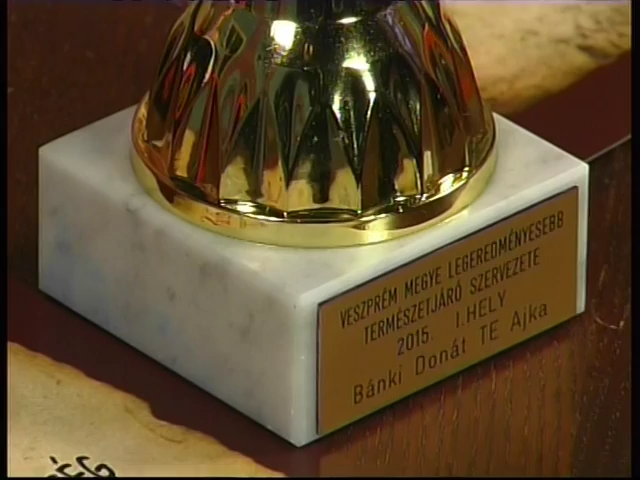 VESZPRÉM MEGYE LEGEREDMÉNYESEBB
TERMÉSZETJÁRÓ SZERVEZETE
2015. I.HELY
Bánki Donát TE Ajka